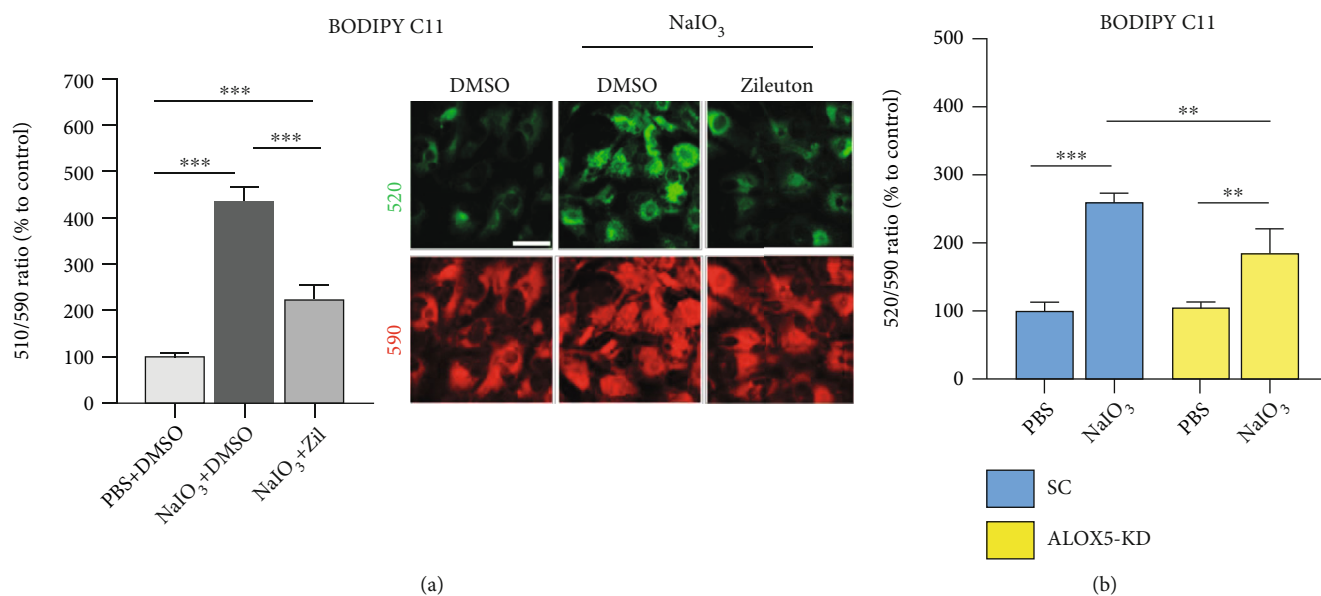 BODIPY C11
NaIO3
DMSO
DMSO
Zileuton
520
590
510/590 ratio (% to control)
700
600
500
400
300
200
100
0
***
***
***
PBS+DMSO
NaIO3+DMSO
NaIO3+Zil
(a)
BODIPY C11
520/590 ratio (% to control)
500
400
300
200
100
0
**
***
**
PBS
NaIO3
PBS
NaIO3
SC
ALOX5-KD
(b)